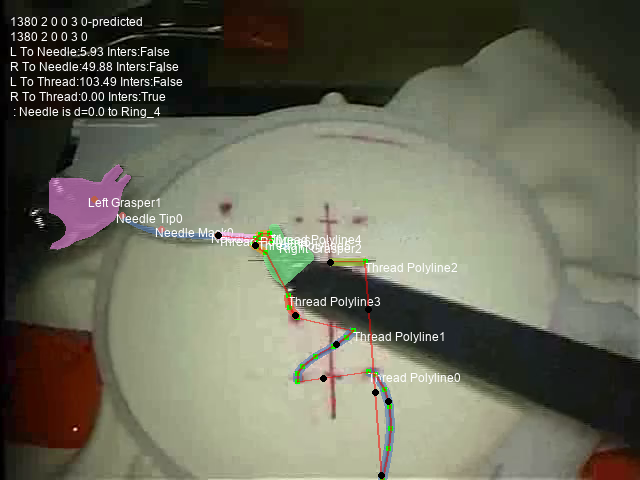 1380 2 0 0 3 0-predicted
1380 2 0 0 3 0
L To Needle:5.93 Inters:False
R To Needle:49.88 Inters:False
L To Thread:103.49 Inters:False
R To Thread:0.00 Inters:True
: Needle is d=0.0 to Ring_4
Left Grasper1
Needle Tip0
Needle Mask0
Polyline4
Right Grasper2
Thread Polyline2
Thread Polyline3
Thread Polyline1
Thread Polyline0